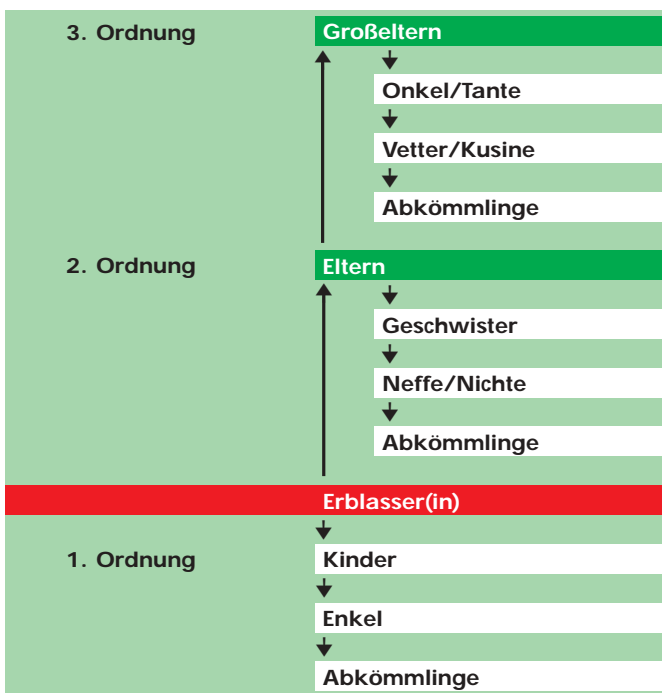 3. Ordnung Großeltern
Onkel/Tante
Vetter/Kusine
Abkömmlinge
2. Ordnung Eltern
Geschwister
Neffe/Nichte
Abkömmlinge
Erblasser(in)
1. Ordnung Kinder
Enkel
Abkömmlinge